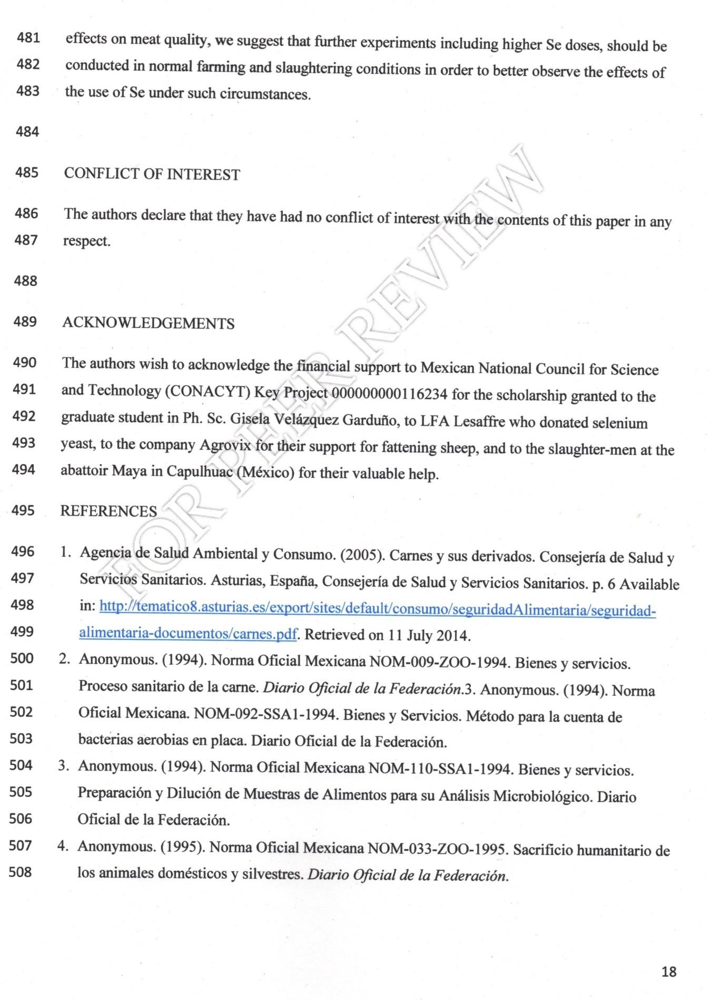 481 effects on meat quality, we suggest that further experiments including higher Se doses, should be
482 conducted in normal farming and slaughtering conditions in order to better observe the effects of
483 the use of Se under such circumstances.
484
485 CONFLICT OF INTEREST
486 The authors declare that they have had no conflict of interest with the contents of this paper in any
487 respect.
488
489 ACKNOWLEDGEMENTS
490 The authors wish to acknowledge the financial support to Mexican National Council for Science
491 and Technology (CONACYT) Key Project 000000000116234 for the scholarship granted to the
492 graduate student in Ph. Sc. Gisela Velázquez Garduño, to LFA Lesaffre who donated selenium
493 yeast, to the company Agrovix for their support for fattening sheep, and to the slaughter-men at the
494 abattoir Maya in Capulhuac (México) for their valuable help.
495 REFERENCES
496 1. Agencia de Salud Ambiental y Consumo. (2005). Carnes y sus derivados. Consejería de Salud y
497 Servicios Sanitarios. Asturias, España, Consejería de Salud y Servicios Sanitarios. p. 6 Available
498 in: http://tematico8.asturias.es/export/sites/default/consumo/seguridadAlimentaria/seguridad-
499 alimentaria-documentos/carnes.pdf. Retrieved on 11 July 2014.
500 2. Anonymous. (1994). Norma Oficial Mexicana NOM-009-ZOO-1994. Bienes y servicios.
501 Proceso sanitario de la carne. Diario Oficial de la Federación.3. Anonymous. (1994). Norma
502 Oficial Mexicana. NOM-092-SSA1-1994. Bienes y Servicios. Método para la cuenta de
503 bacterias aerobias en placa. Diario Oficial de la Federación.
504 3. Anonymous. (1994). Norma Oficial Mexicana NOM-110-SSA1-1994. Bienes y servicios.
505 Preparación y Dilución de Muestras de Alimentos para su Análisis Microbiológico. Diario
506 Oficial de la Federación.
507 4. Anonymous. (1995). Norma Oficial Mexicana NOM-033-ZOO-1995. Sacrificio humanitario de
508 los animales domésticos y silvestres. Diario Oficial de la Federación.
18
FOR PEER REVIEW